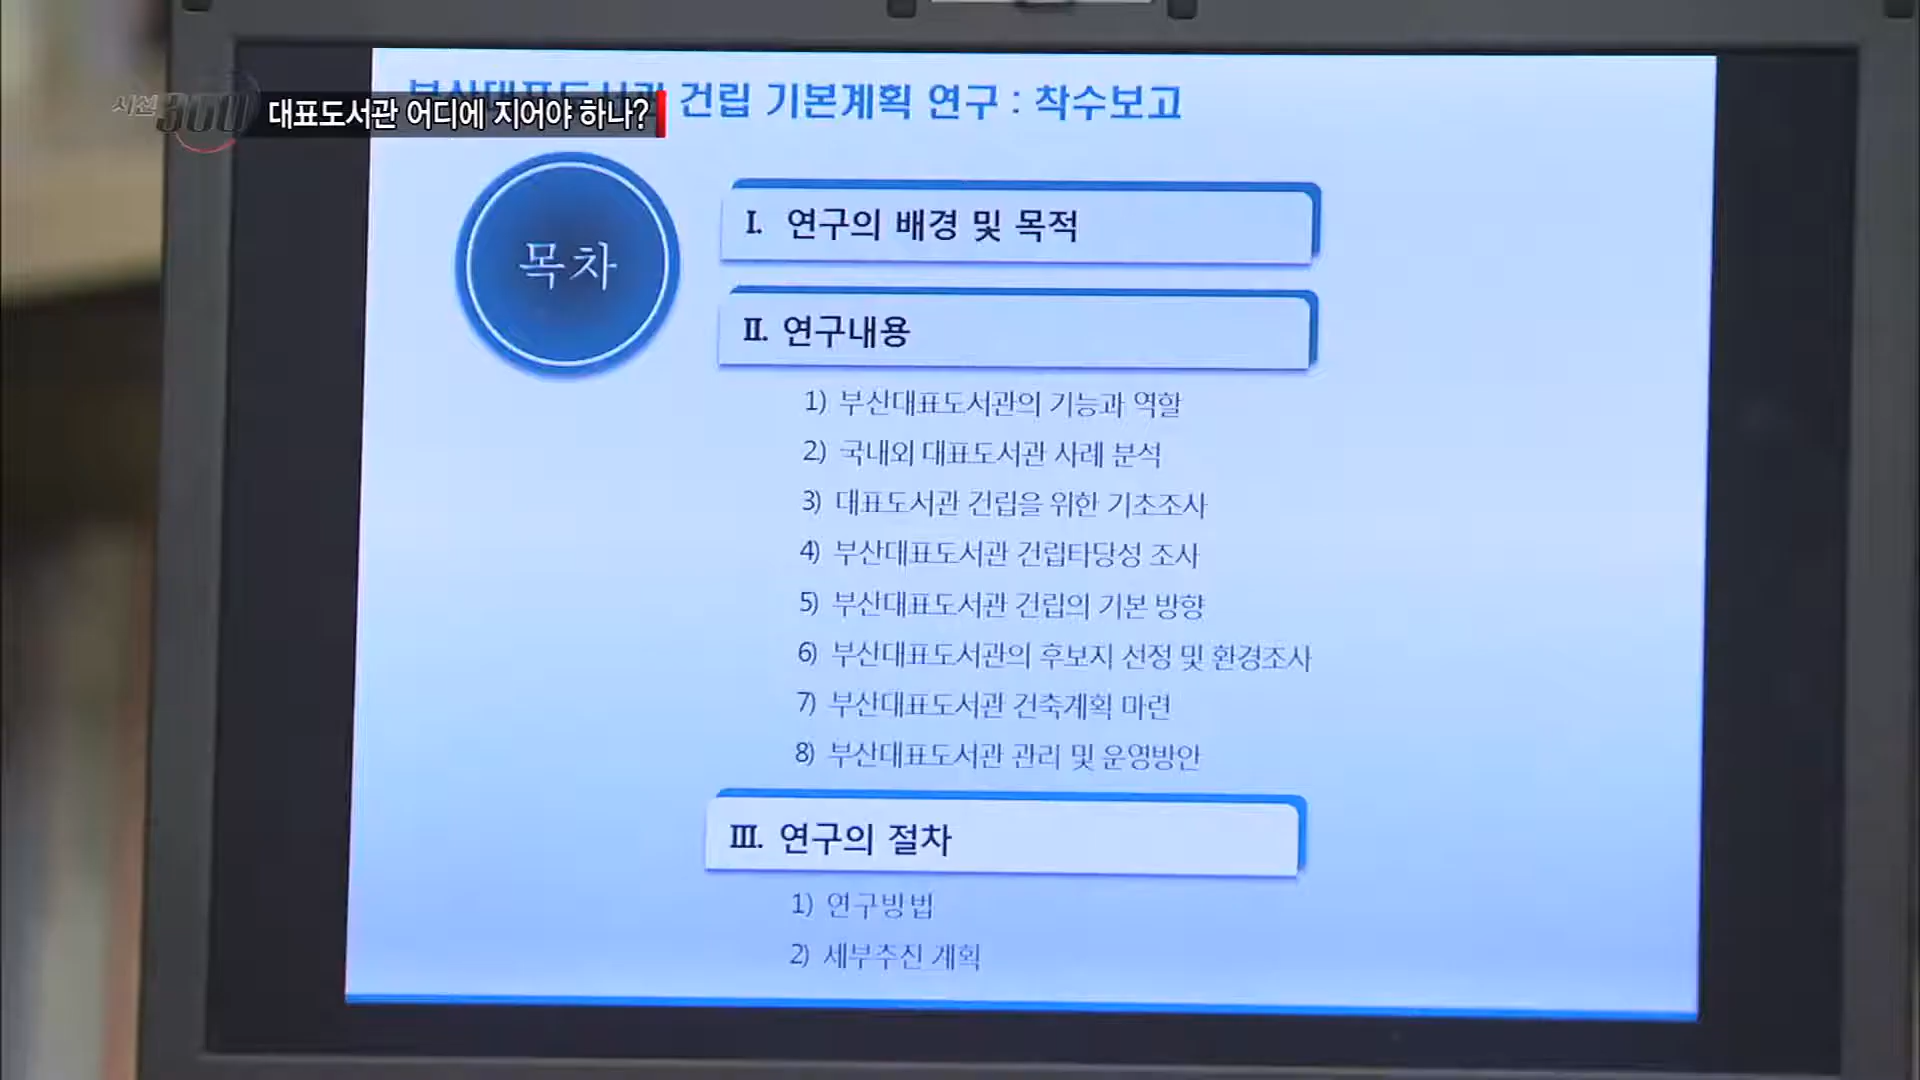 부산대표도서관 건립 기본계획 연구 : 착수보고
시선 300
대표도서관 어디에 지어야 하나?
목차
Ⅰ. 연구의 배경 및 목적
Ⅱ. 연구내용
1) 부산대표도서관의 기능과 역할
2) 국내외 대표도서관 사례 분석
3) 대표도서관 건립을 위한 기초조사
4) 부산대표도서관 건립타당성 조사
5) 부산대표도서관 건립의 기본 방향
6) 부산대표도서관의 후보지 선정 및 환경조사
7) 부산대표도서관 건축계획 마련
8) 부산대표도서관 관리 및 운영방안
Ⅲ. 연구의 절차
1) 연구방법
2) 세부추진 계획